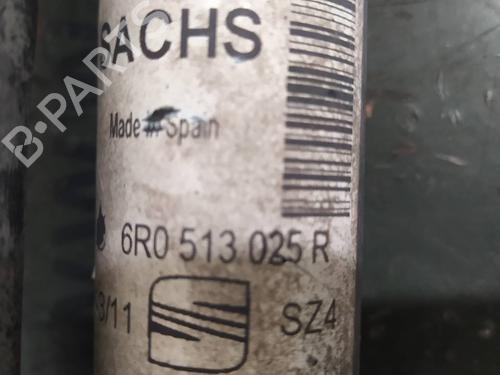 SACHS
B-PARTS
Made in Spain
6R0 513 025 R
3/11
SZ4